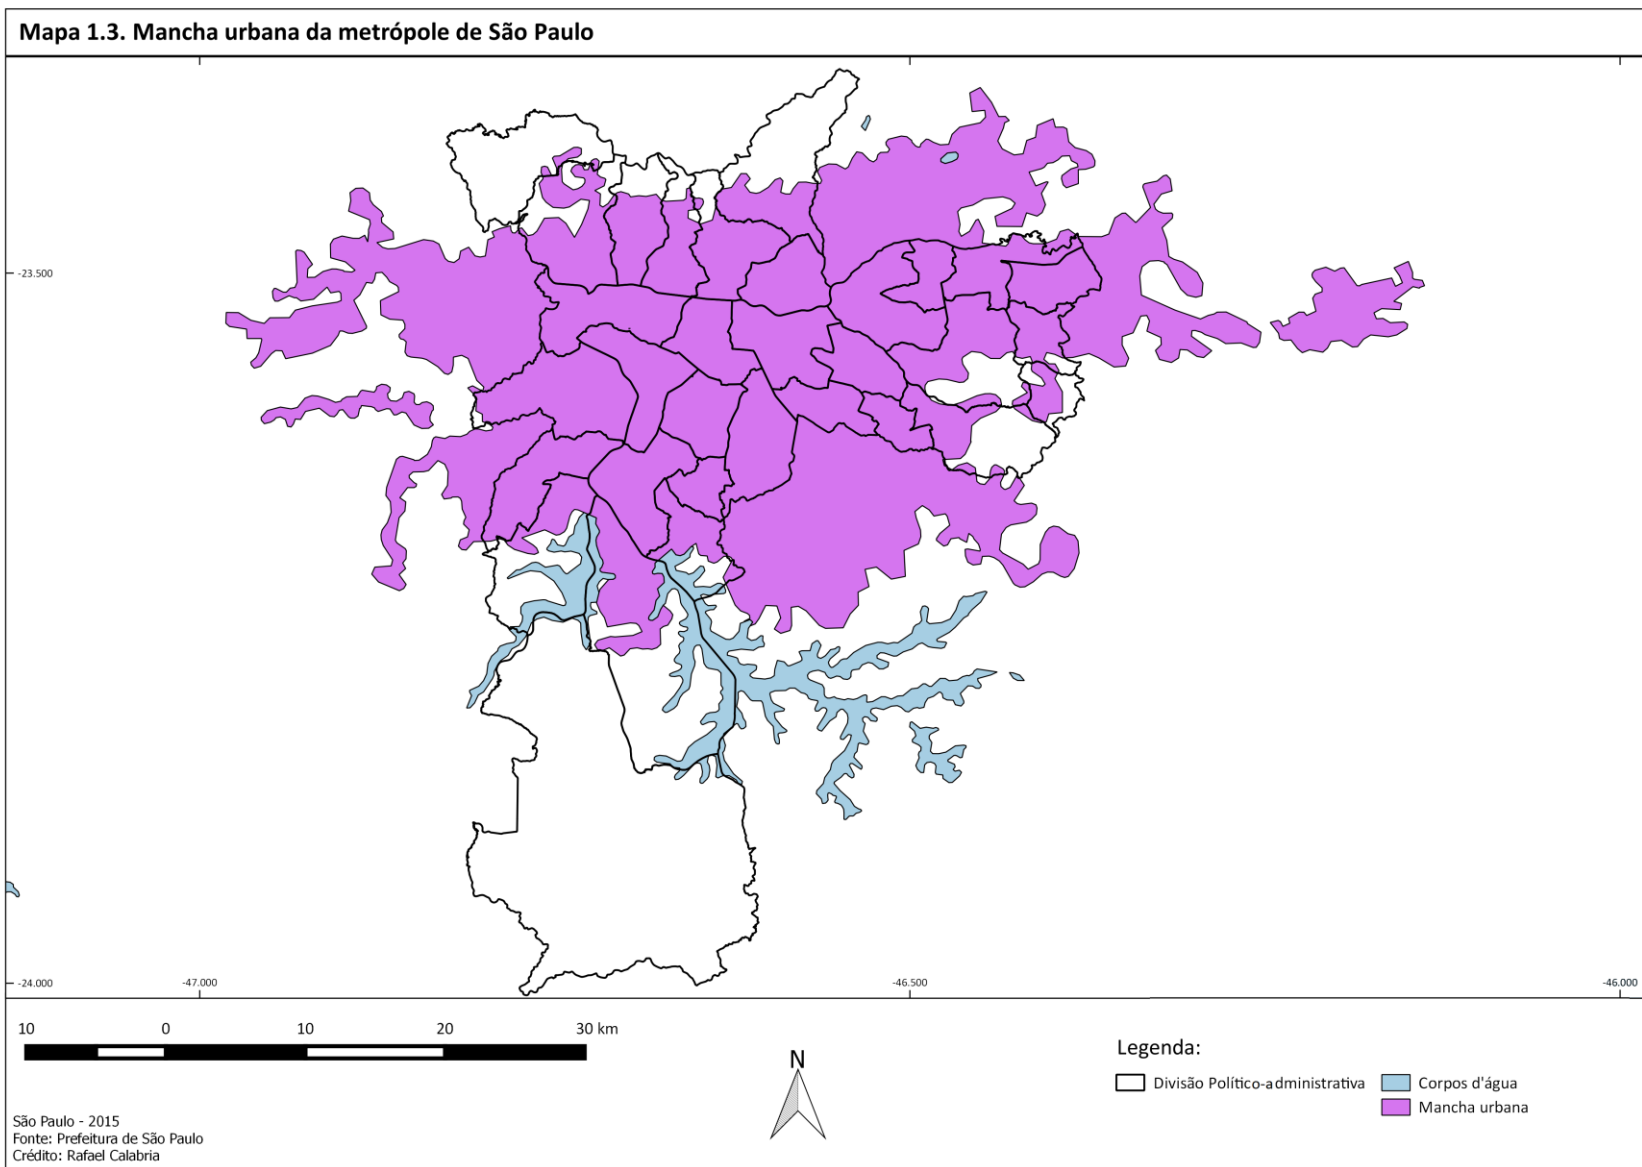 Mapa 1.3. Mancha urbana da metrópole de São Paulo
-23.500
-24.000
-47.000
-46.500
-46.000
10 0 10 20 30 km
N
Legenda:
Divisão Político-administrativa
Corpos d'água
Mancha urbana
São Paulo - 2015
Fonte: Prefeitura de São Paulo
Crédito: Rafael Calabria